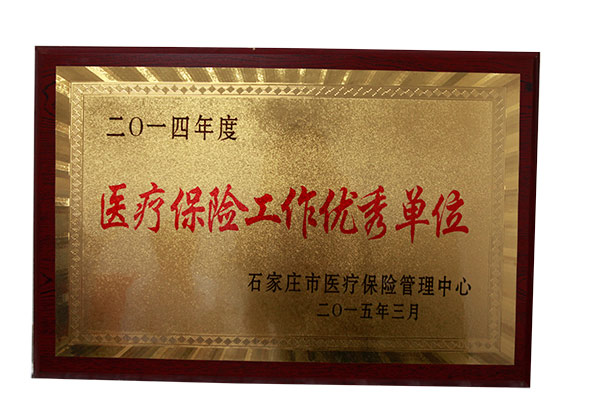 二〇一四年度
医疗保险工作优秀单位
石家庄市医疗保险管理中心
二〇一五年三月